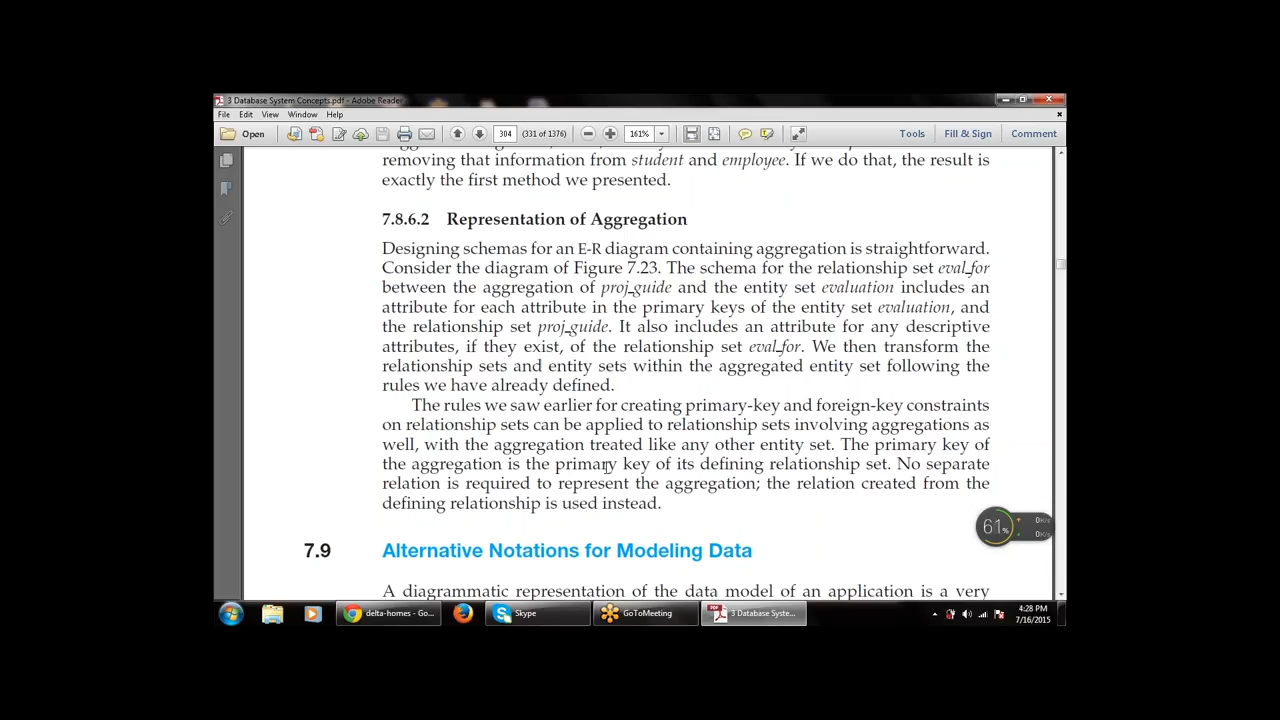 3 Database System Concepts.pdf - Adobe Reader
File Edit View Window Help
Open 304 (331 of 1376) 161% Tools Fill & Sign Comment
removing that information from student and employee. If we do that, the result is
exactly the first method we presented.
7.8.6.2 Representation of Aggregation
Designing schemas for an E-R diagram containing aggregation is straightforward.
Consider the diagram of Figure 7.23. The schema for the relationship set eval_for
between the aggregation of proj_guide and the entity set evaluation includes an
attribute for each attribute in the primary keys of the entity set evaluation, and
the relationship set proj_guide. It also includes an attribute for any descriptive
attributes, if they exist, of the relationship set eval_for. We then transform the
relationship sets and entity sets within the aggregated entity set following the
rules we have already defined.
The rules we saw earlier for creating primary-key and foreign-key constraints
on relationship sets can be applied to relationship sets involving aggregations as
well, with the aggregation treated like any other entity set. The primary key of
the aggregation is the primary key of its defining relationship set. No separate
relation is required to represent the aggregation; the relation created from the
defining relationship is used instead.
61% 0K/s
0K/s
7.9 Alternative Notations for Modeling Data
A diagrammatic representation of the data model of an application is a very
delta-homes - Go... Skype GoToMeeting 3 Database Syste... 4:28 PM
7/16/2015